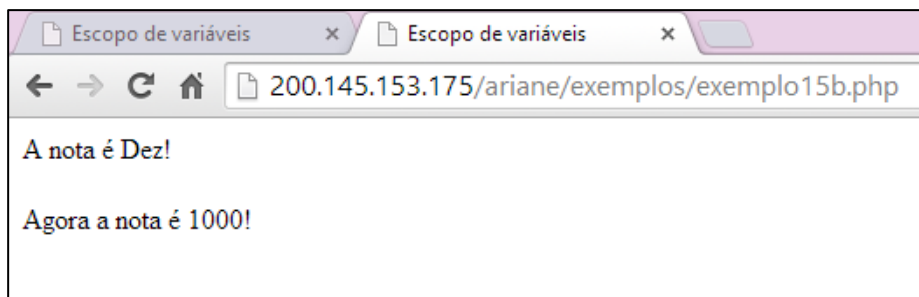 Escopo de variáveis × Escopo de variáveis ×
200.145.153.175/ariane/exemplos/exemplo15b.php
A nota é Dez!
Agora a nota é 1000!